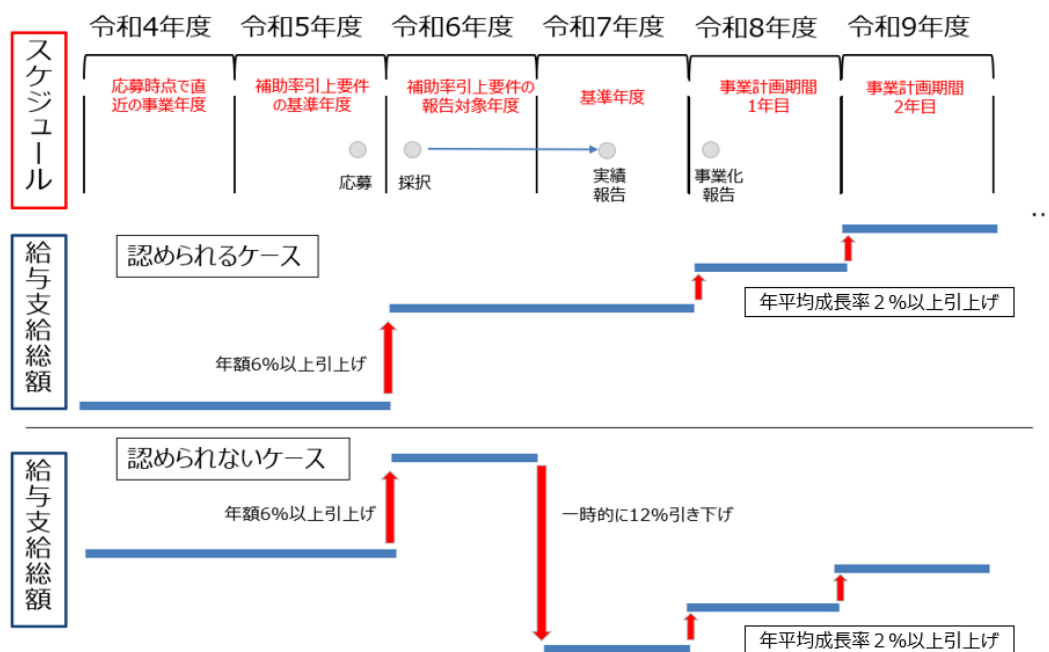 スケジュール
令和4年度
令和5年度
令和6年度
令和7年度
令和8年度
令和9年度
応募時点で直
近の事業年度
補助率引上要件
の基準年度
補助率引上要件の
報告対象年度
基準年度
事業計画期間
1年目
事業計画期間
2年目
応募
採択
実績
報告
事業化
報告
‥
給与支給総額
認められるケース
年額6%以上引上げ
年平均成長率2%以上引上げ
給与支給総額
認められないケース
年額6%以上引上げ
一時的に12%引き下げ
年平均成長率2%以上引上げ